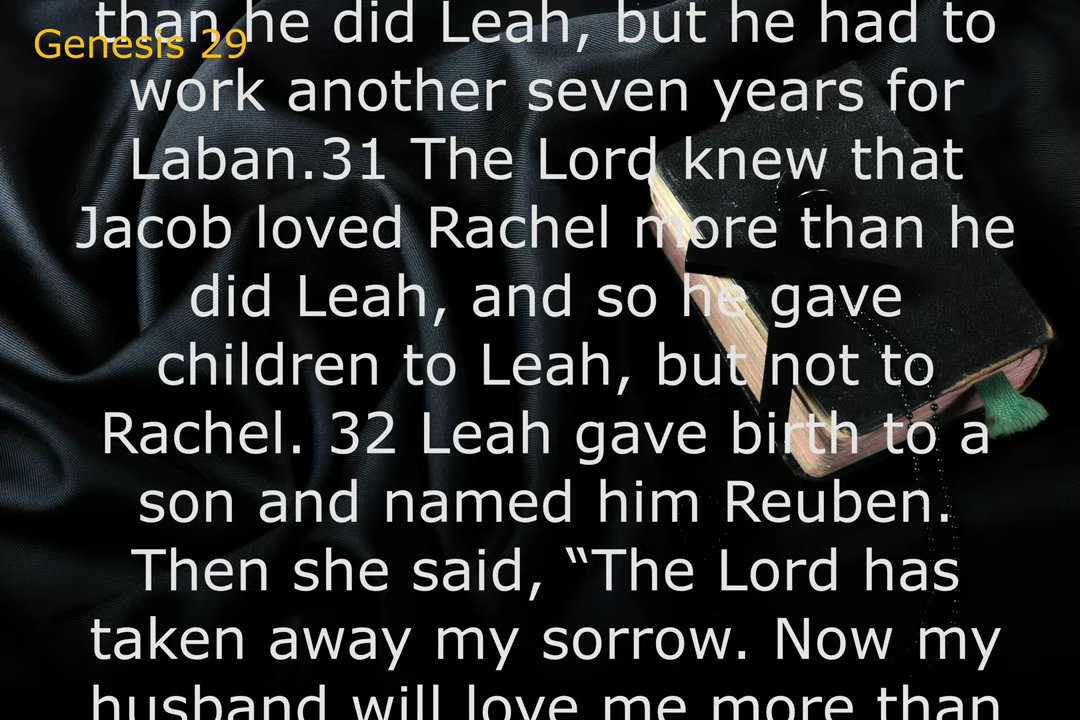 Genesis 29
than he did Leah, but he had to
work another seven years for
Laban.31 The Lord knew that
Jacob loved Rachel more than he
did Leah, and so he gave
children to Leah, but not to
Rachel. 32 Leah gave birth to a
son and named him Reuben.
Then she said, “The Lord has
taken away my sorrow. Now my
husband will love me more than